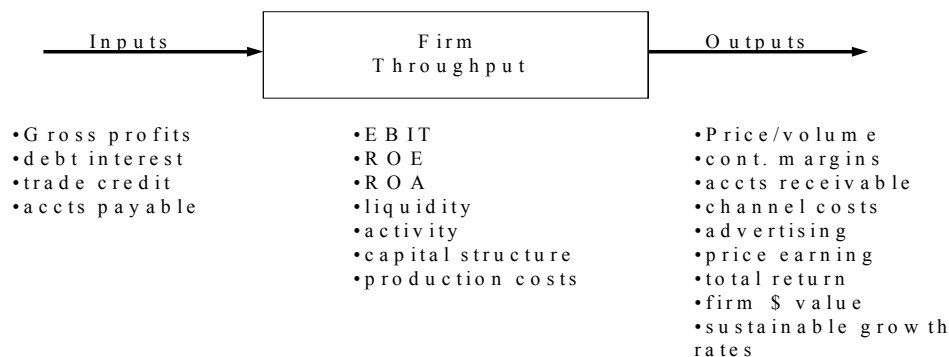 Inputs
Firm
Throughput
Outputs
•Gross profits
•debt interest
•trade credit
•accts payable
•EBIT
•ROE
•ROA
•liquidity
•activity
•capital structure
•production costs
•Price/volume
•cont. margins
•accts receivable
•channel costs
•advertising
•price earning
•total return
•firm $ value
•sustainable growth
rates